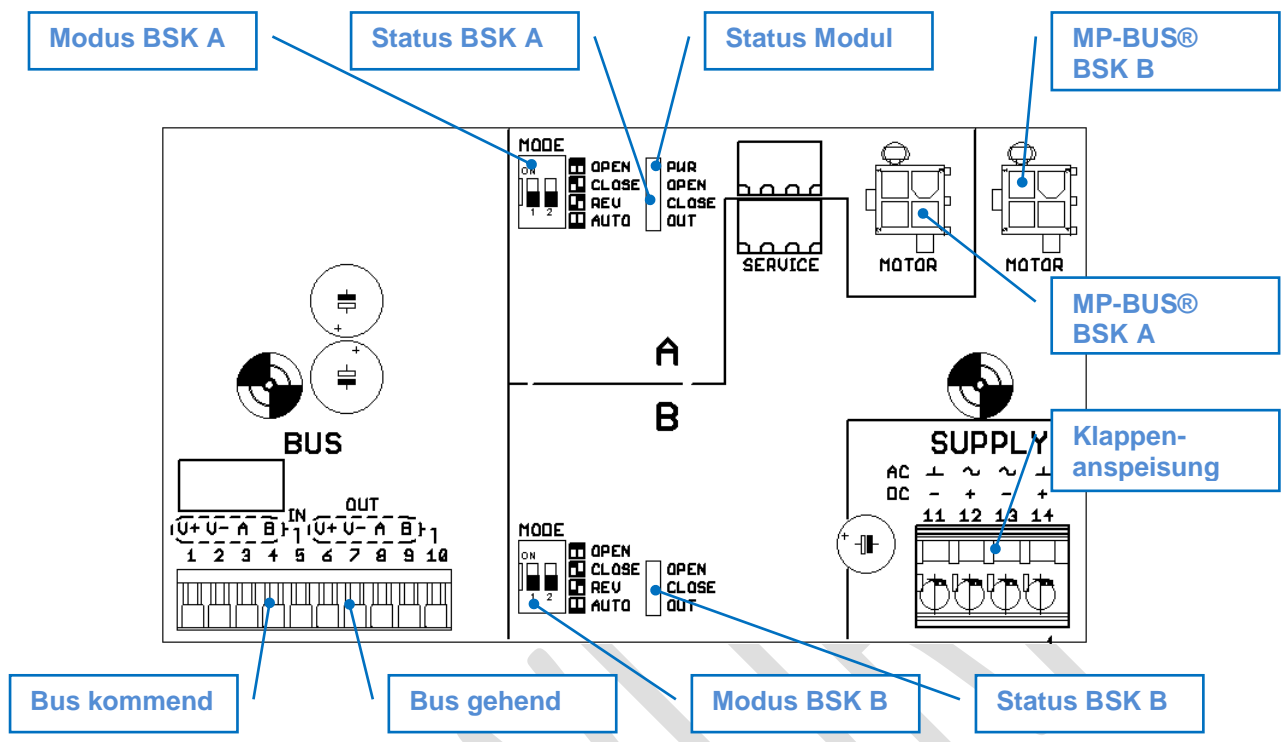 Modus BSK A
Status BSK A
Status Modul
MP-BUS®
BSK B
MODE
ON
1 2
OPEN
CLOSE
REV
AUTO
PWR
OPEN
CLOSE
OUT
SERVICE
MOTOR
MOTOR
MP-BUS®
BSK A
A
B
BUS
+
+
IN
OUT
V+ V- A B
V+ V- A B
1 2 3 4 5 6 7 8 9 10
MODE
ON
1 2
OPEN
CLOSE
REV
AUTO
OPEN
CLOSE
OUT
SUPPLY
AC ⊥ ~ ~ ⊥
DC - + - +
11 12 13 14
+
Klappen-
anspeisung
Bus kommend
Bus gehend
Modus BSK B
Status BSK B